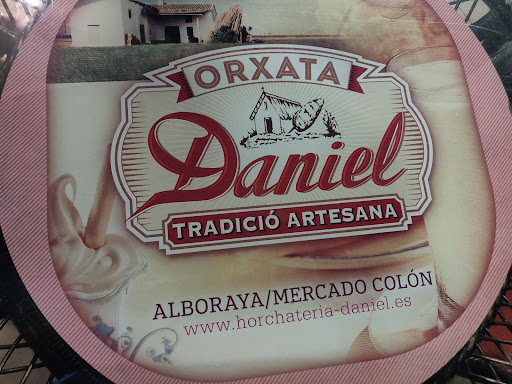 ORXATA
Daniel
TRADICIÓ ARTESANA
ALBORAYA/MERCADO COLÓN
www.horchateria-daniel.es